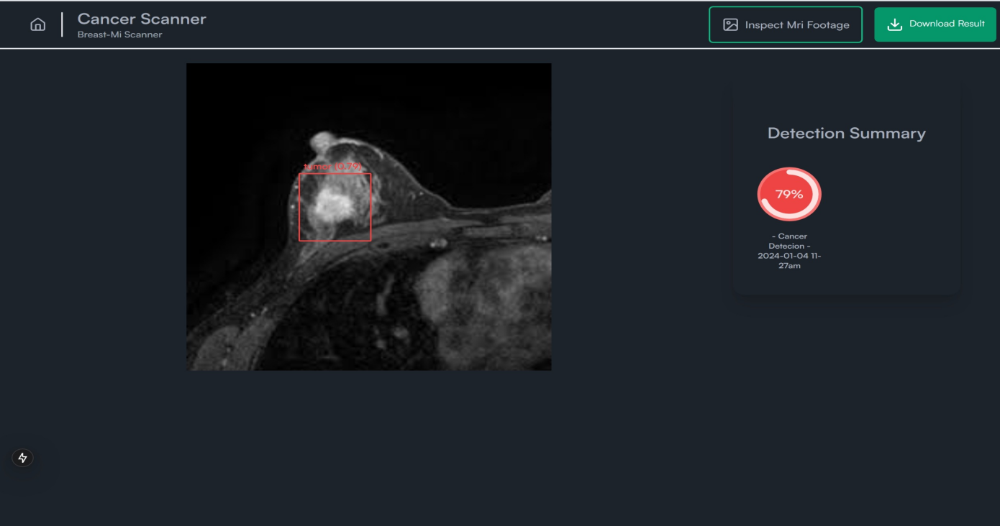 Cancer Scanner
Breast-Mi Scanner
Inspect Mri Footage
Download Result
tumor (0.79)
Detection Summary
79%
- Cancer
Detecion -
2024-01-04 11-
27am